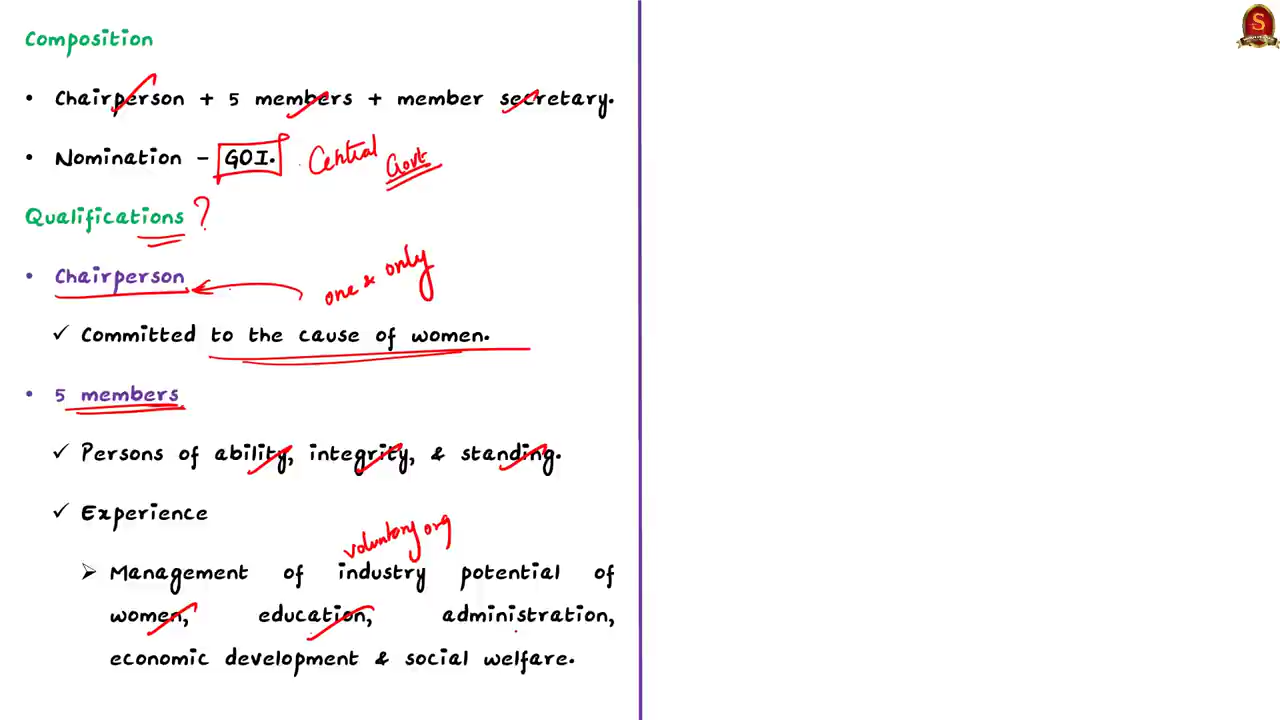 Composition
• Chairperson + 5 members + member secretary.
• Nomination - GOI. Central Govt
Qualifications ?
• Chairperson one & only
✓ Committed to the cause of women.
• 5 members
✓ Persons of ability, integrity, & standing.
✓ Experience
voluntory org
➢ Management of industry potential of
women, education, administration,
economic development & social welfare.
S